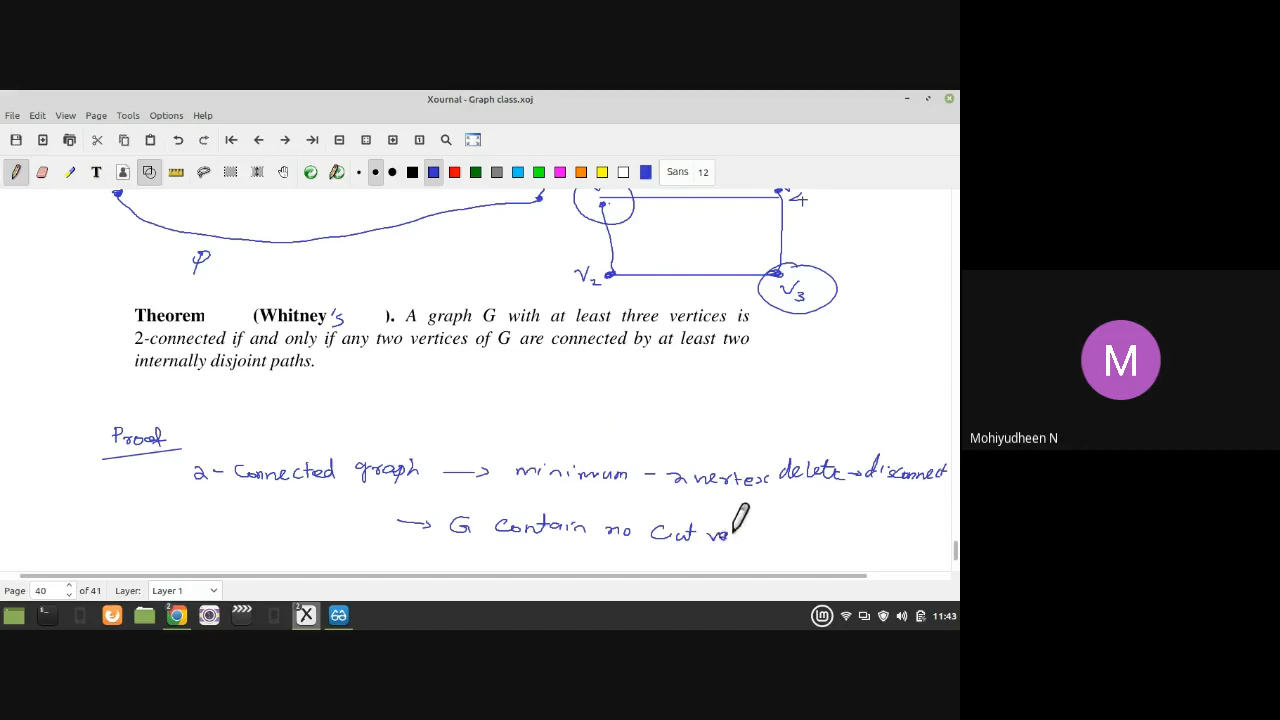 Xournal - Graph class.xoj
File Edit View Page Tools Options Help
Sans 12
4
φ
v2
v3
Theorem (Whitney's ). A graph G with at least three vertices is
2-connected if and only if any two vertices of G are connected by at least two
internally disjoint paths.
Proof
2- Connected graph → minimum - 2 vertex delete → disconnect
→ G contain no cut ve
M
Mohiyudheen N
Page 40 of 41 Layer: Layer 1
2 2 X 11:43